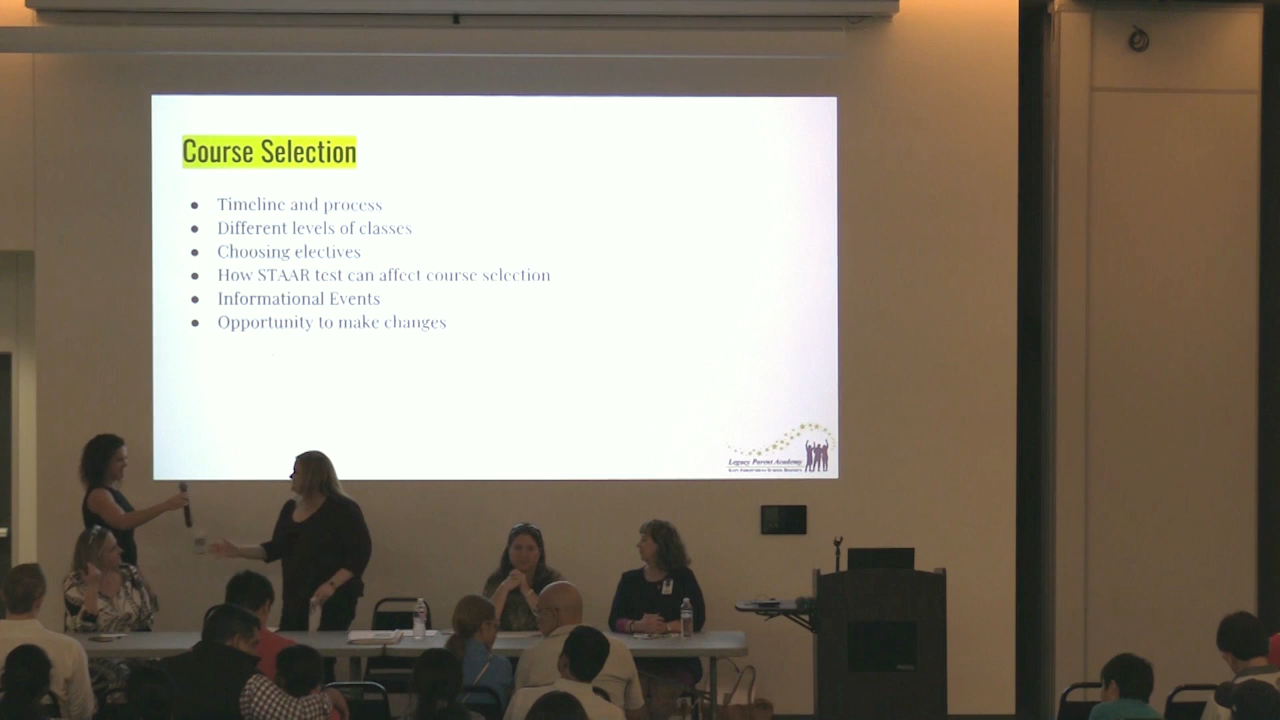 Course Selection
● Timeline and process
● Different levels of classes
● Choosing electives
● How STAAR test can affect course selection
● Informational Events
● Opportunity to make changes
Legacy Parent Academy